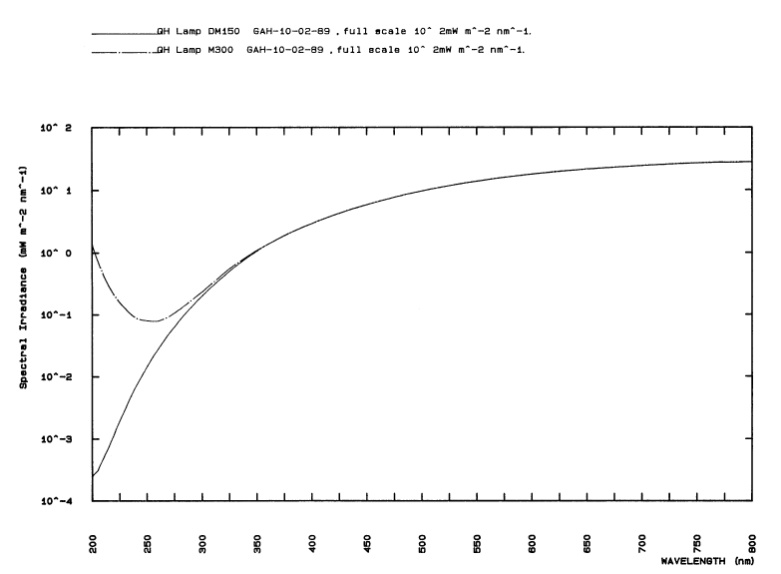 QH Lamp DM150 GAH-10-02-89 , full scale 10^ 2mW m^-2 nm^-1.
QH Lamp M300 GAH-10-02-89 , full scale 10^ 2mW m^-2 nm^-1.
10^ 2
10^ 1
10^ 0
10^-1
10^-2
10^-3
10^-4
Spectral Irradiance (mW m^-2 nm^-1)
200 250 300 350 400 450 500 550 600 650 700 750 800
WAVELENGTH (nm)